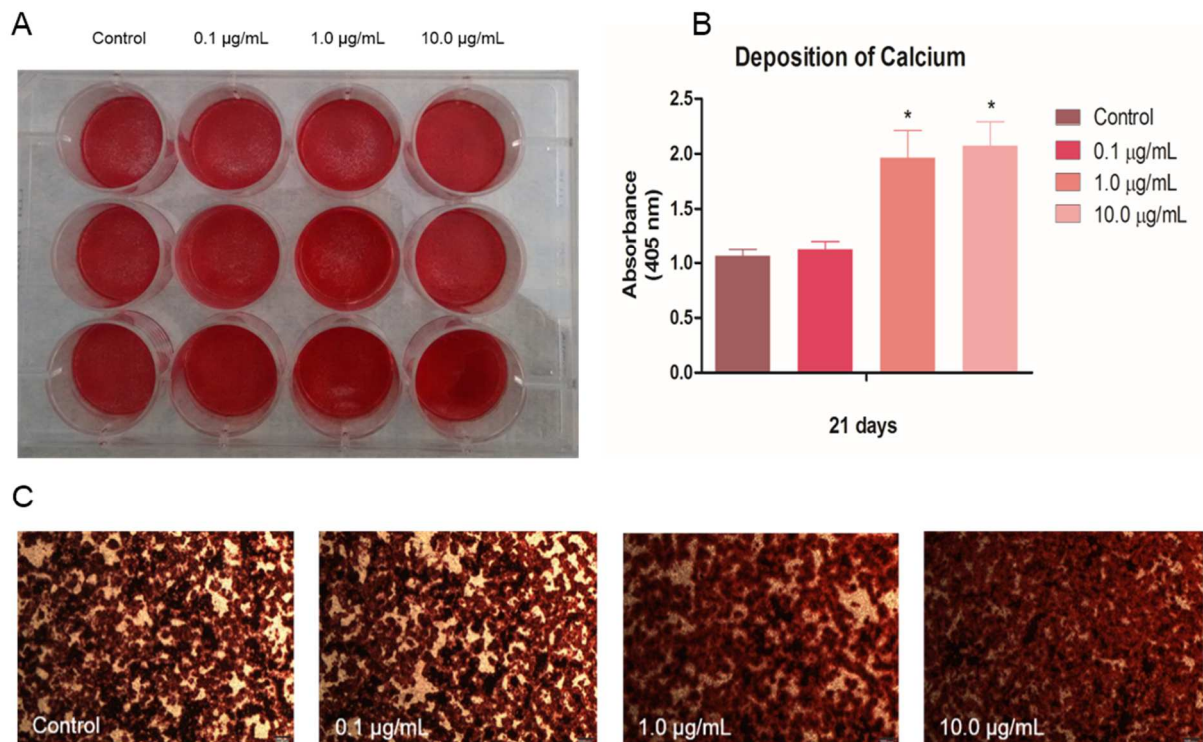 A
Control 0.1 µg/mL 1.0 µg/mL 10.0 µg/mL
B
Deposition of Calcium
Absorbance
(405 nm)
2.5
2.0
1.5
1.0
0.5
0.0
* *
21 days
Control
0.1 µg/mL
1.0 µg/mL
10.0 µg/mL
C
Control
0.1 µg/mL
1.0 µg/mL
10.0 µg/mL